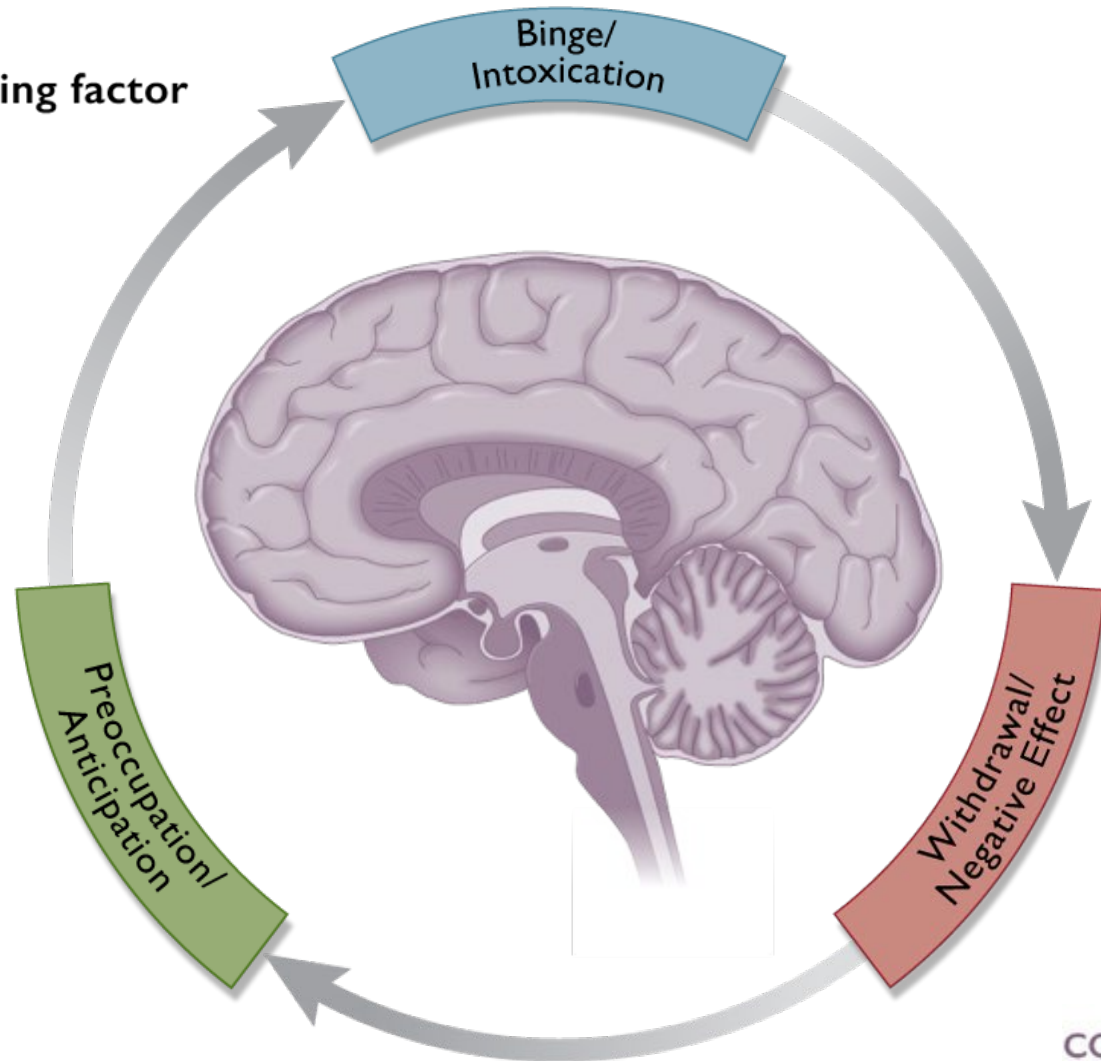 Binge/
Intoxication
ing factor
Withdrawal/
Negative Effect
Preoccupation/
Anticipation